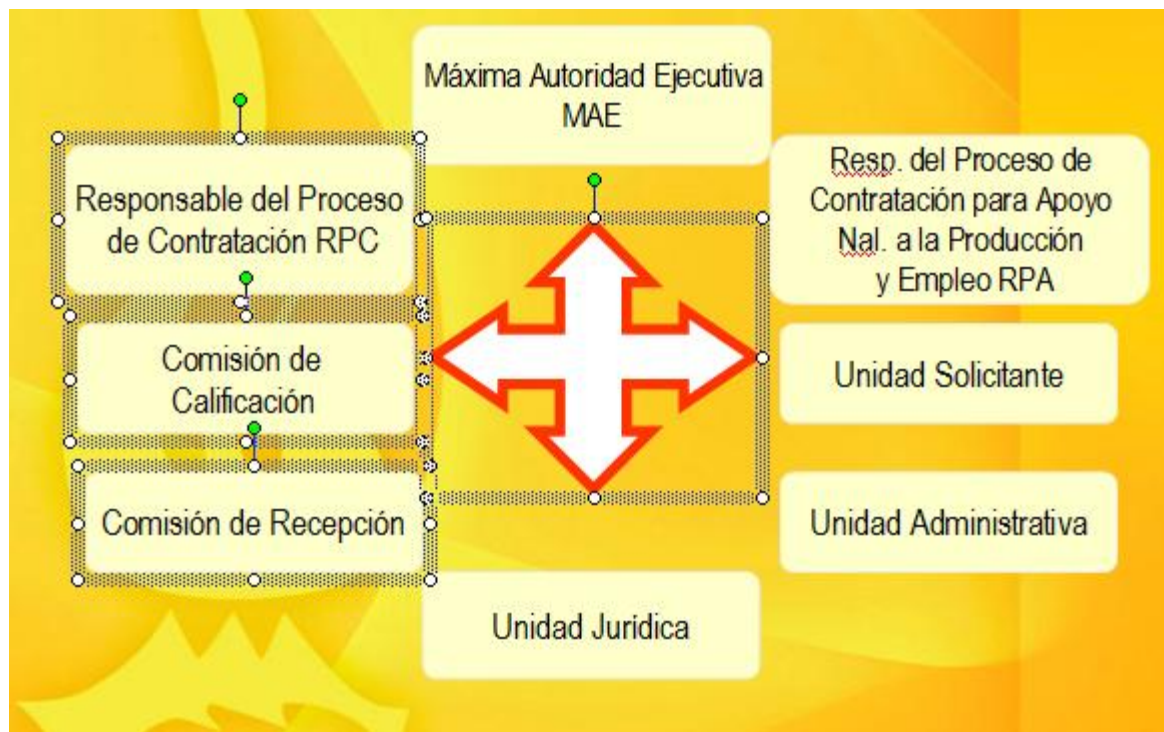 Máxima Autoridad Ejecutiva
MAE
Responsable del Proceso
de Contratación RPC
Resp. del Proceso de
Contratación para Apoyo
Nal. a la Producción
y Empleo RPA
Comisión de
Calificación
Unidad Solicitante
Comisión de Recepción
Unidad Administrativa
Unidad Jurídica